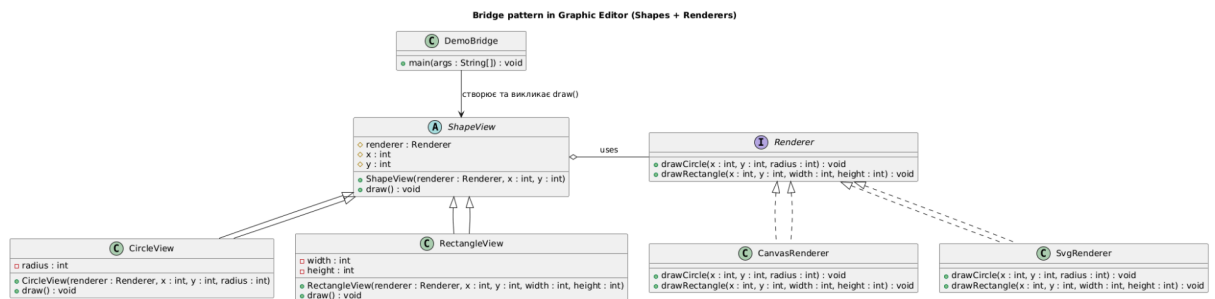 Bridge pattern in Graphic Editor (Shapes + Renderers)
C DemoBridge
main(args : String[]) : void
створює та викликає draw()
A ShapeView
renderer : Renderer
x : int
y : int
ShapeView(renderer : Renderer, x : int, y : int)
draw() : void
uses
I Renderer
drawCircle(x : int, y : int, radius : int) : void
drawRectangle(x : int, y : int, width : int, height : int) : void
C CircleView
radius : int
CircleView(renderer : Renderer, x : int, y : int, radius : int)
draw() : void
C RectangleView
width : int
height : int
RectangleView(renderer : Renderer, x : int, y : int, width : int, height : int)
draw() : void
C CanvasRenderer
drawCircle(x : int, y : int, radius : int) : void
drawRectangle(x : int, y : int, width : int, height : int) : void
C SvgRenderer
drawCircle(x : int, y : int, radius : int) : void
drawRectangle(x : int, y : int, width : int, height : int) : void